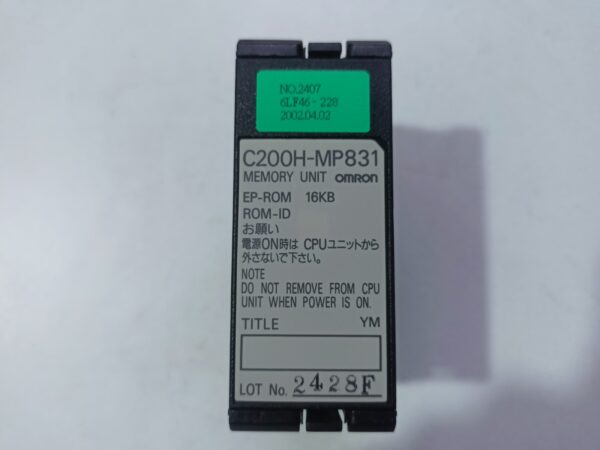 NO.2407
6LF46-228
2002.04.02
C200H-MP831
MEMORY UNIT OMRON
EP-ROM 16KB
ROM-ID
お願い
電源ON時は CPUユニットから
外さないで下さい。
NOTE
DO NOT REMOVE FROM CPU
UNIT WHEN POWER IS ON.
TITLE YM
LOT No. 2428F